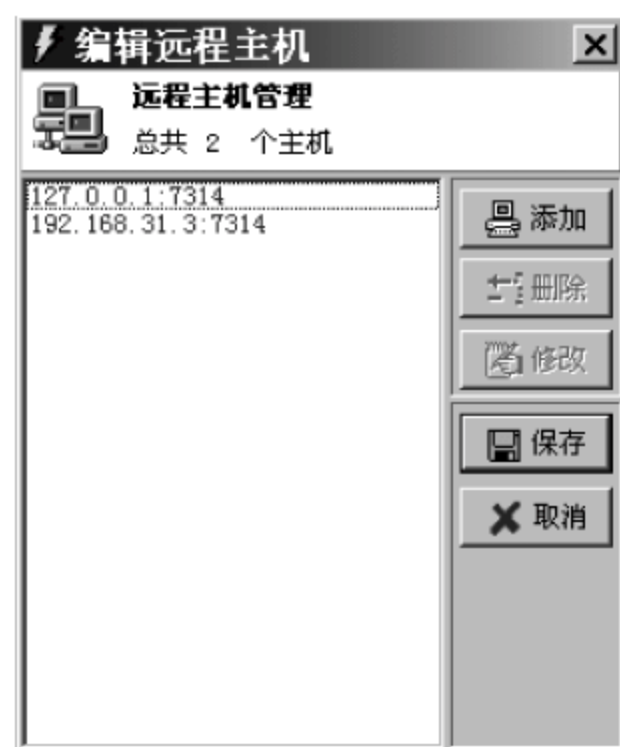 编辑远程主机
远程主机管理
总共 2 个主机
127.0.0.1:7314
192.168.31.3:7314
添加
删除
修改
保存
取消